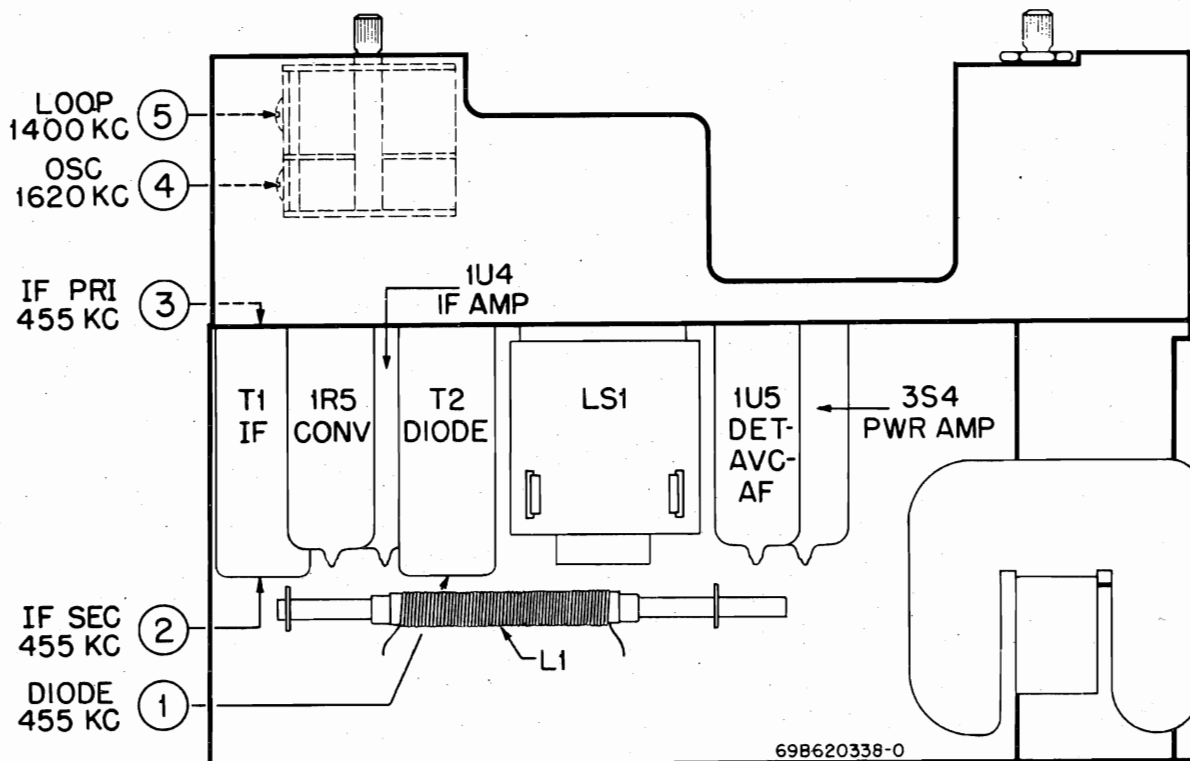 LOOP
1400 KC
5
OSC
1620 KC
4
IF PRI
455 KC
3
1U4
IF AMP
T1
IF
1R5
CONV
T2
DIODE
LS1
1U5
DET-
AVC-
AF
3S4
PWR AMP
IF SEC
455 KC
2
L1
DIODE
455 KC
1
69B620338-0